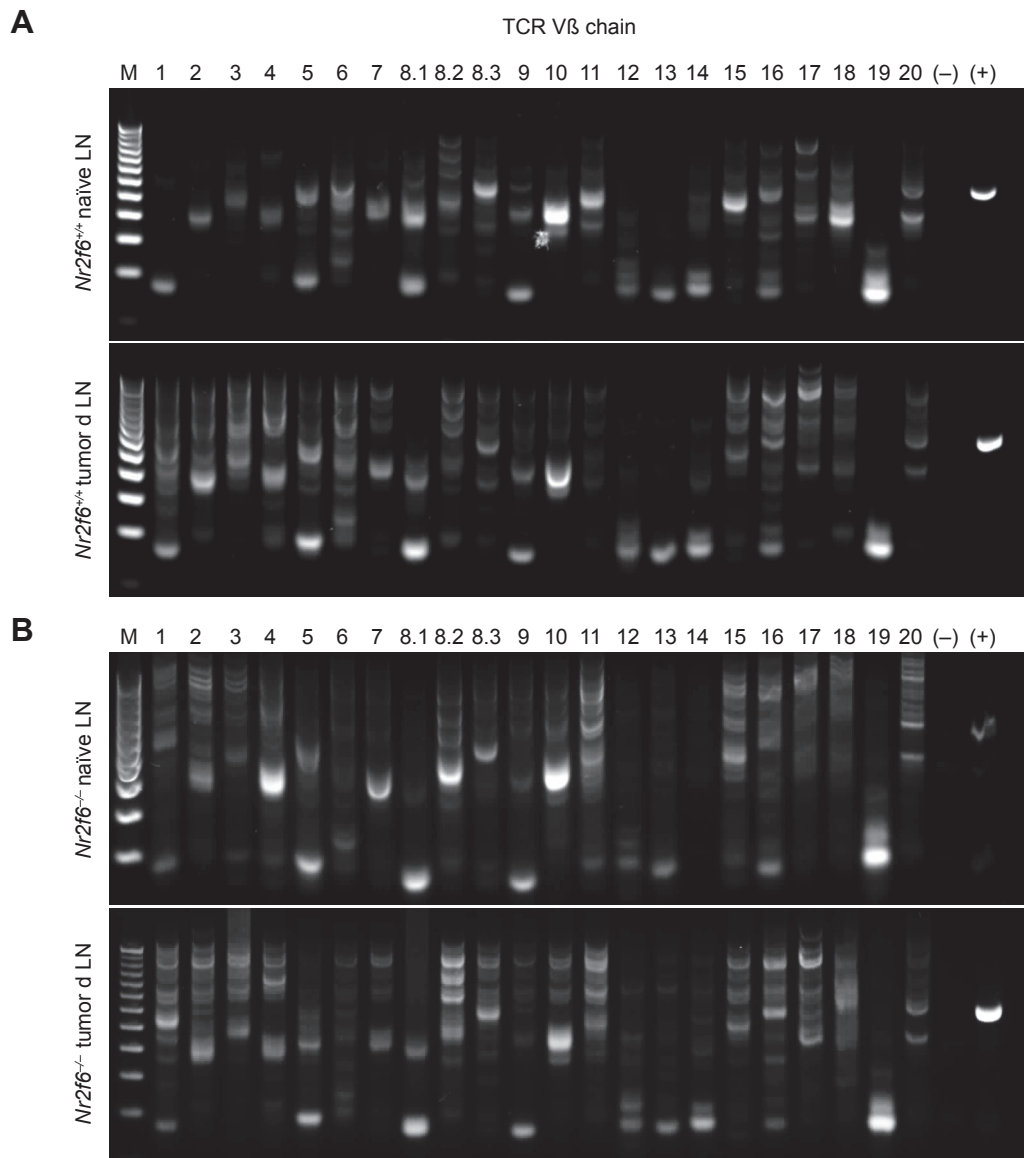 A
TCR Vß chain
M 1 2 3 4 5 6 7 8.1 8.2 8.3 9 10 11 12 13 14 15 16 17 18 19 20 (–) (+)
Nr2f6+/+ naïve LN
Nr2f6+/+ tumor d LN
B
M 1 2 3 4 5 6 7 8.1 8.2 8.3 9 10 11 12 13 14 15 16 17 18 19 20 (–) (+)
Nr2f6–/– naïve LN
Nr2f6–/– tumor d LN